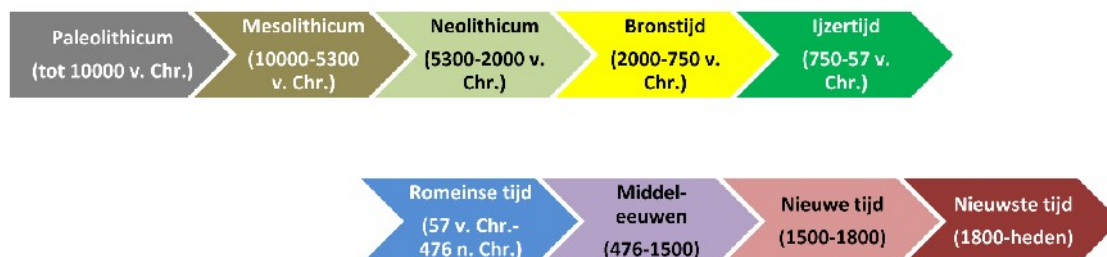 Paleolithicum
(tot 10000 v. Chr.)
Mesolithicum
(10000-5300
v. Chr.)
Neolithicum
(5300-2000 v.
Chr.)
Bronstijd
(2000-750 v.
Chr.)
Ijzertijd
(750-57 v.
Chr.)
Romeinse tijd
(57 v. Chr.-
476 n. Chr.)
Middel-
eeuwen
(476-1500)
Nieuwe tijd
(1500-1800)
Nieuwste tijd
(1800-heden)